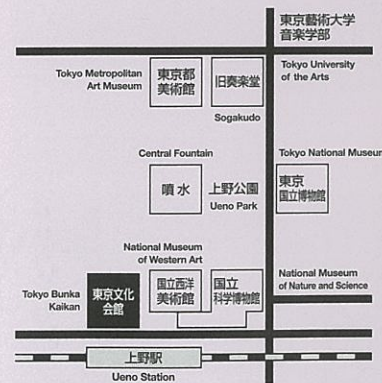 東京藝術大学
音楽学部
Tokyo University
of the Arts
Tokyo Metropolitan
Art Museum
東京都
美術館
旧奏楽堂
Sogakudo
Central Fountain
噴水
上野公園
Ueno Park
Tokyo National Museum
東京
国立博物館
National Museum
of Western Art
国立西洋
美術館
国立
科学博物館
National Museum
of Nature and Science
Tokyo Bunka
Kaikan
東京文化
会館
上野駅
Ueno Station